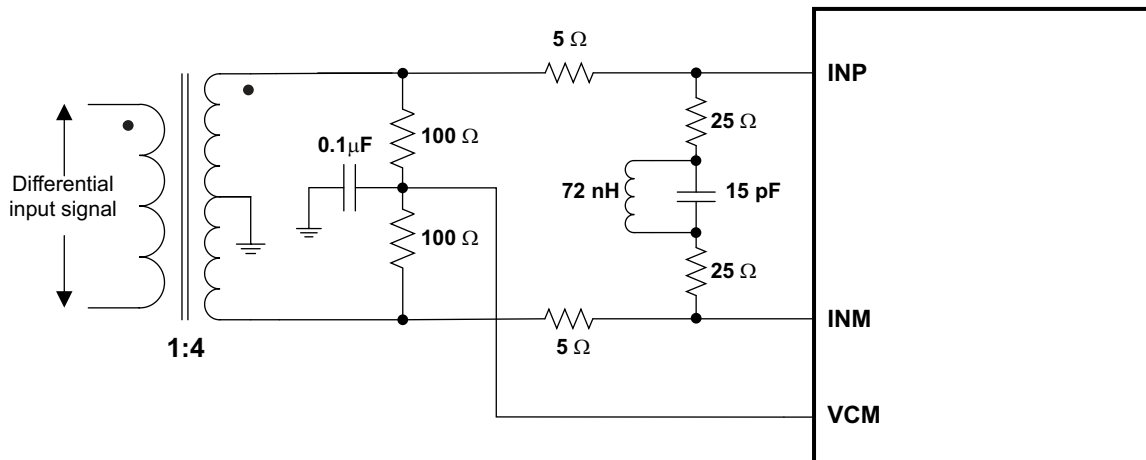 5 Ω
INP
25 Ω
100 Ω
0.1μF
Differential
input signal
72 nH
15 pF
100 Ω
25 Ω
INM
5 Ω
1:4
VCM